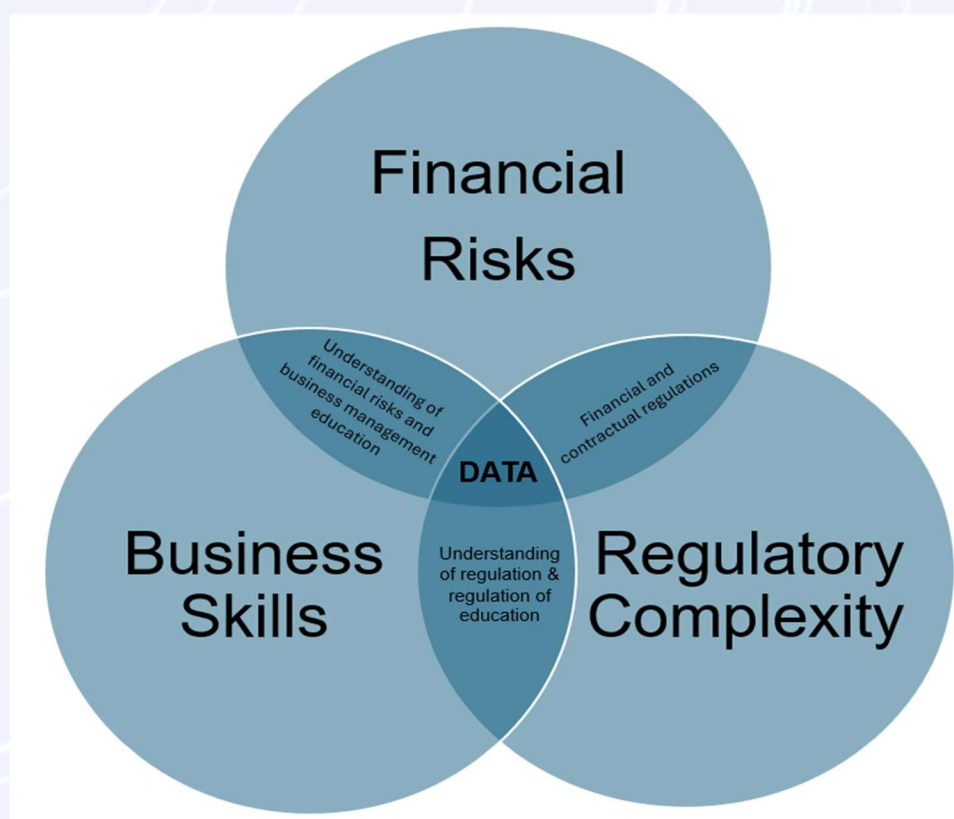 Financial
Risks
Understanding of
financial risks and
business management
education
Financial and
contractual regulations
DATA
Business
Skills
Understanding
of regulation &
regulation of
education
Regulatory
Complexity